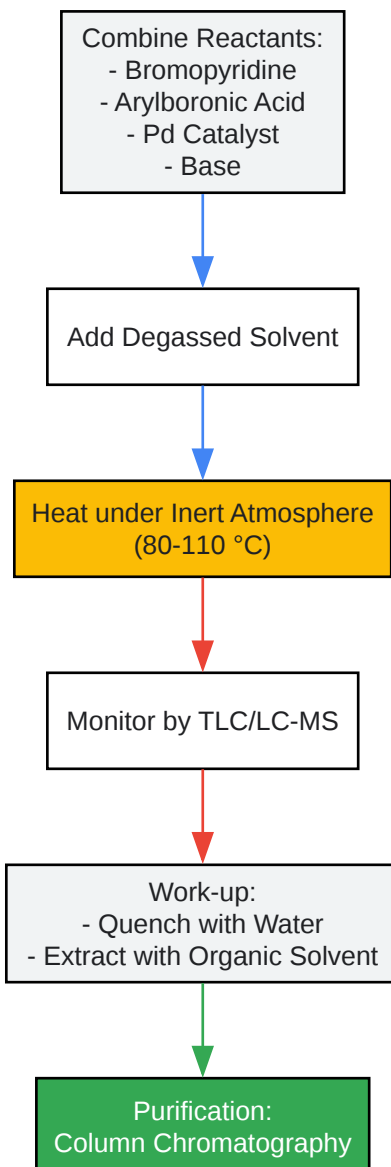 Combine Reactants:
- Bromopyridine
- Arylboronic Acid
- Pd Catalyst
- Base
Add Degassed Solvent
Heat under Inert Atmosphere
(80-110 °C)
Monitor by TLC/LC-MS
Work-up:
- Quench with Water
- Extract with Organic Solvent
Purification:
Column Chromatography